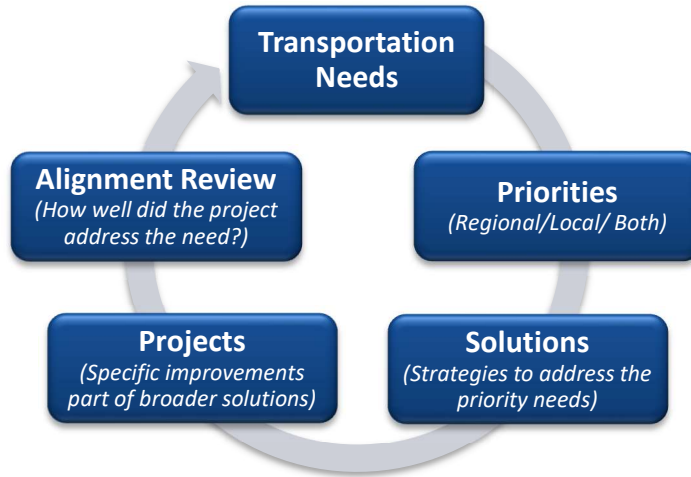 Transportation
Needs
Priorities
(Regional/Local/ Both)
Solutions
(Strategies to address the
priority needs)
Projects
(Specific improvements
part of broader solutions)
Alignment Review
(How well did the project
address the need?)